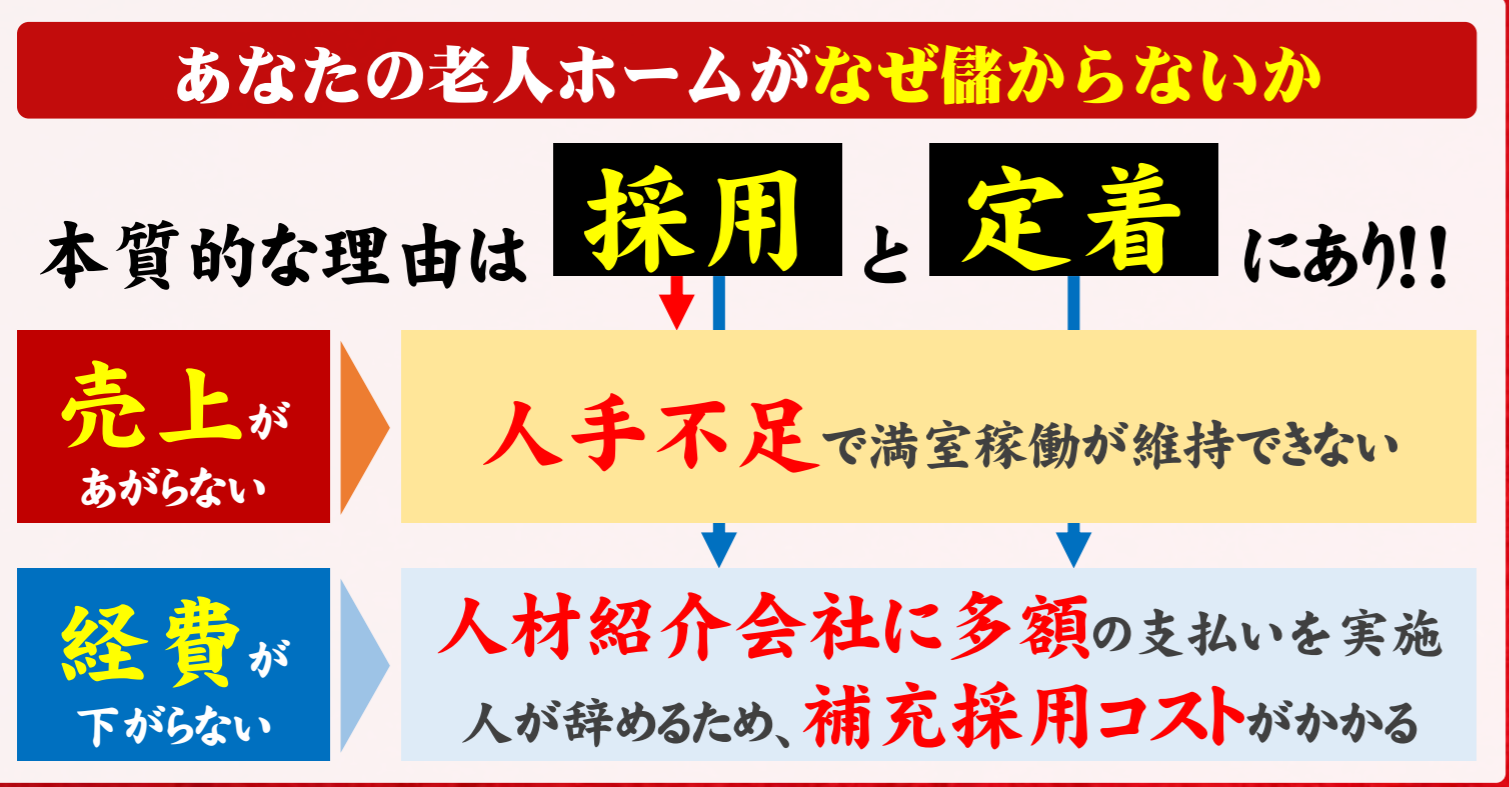 あなたの老人ホームがなぜ儲からないか
本質的な理由は 採用 と 定着 にあり!!
売上が
あがらない
人手不足で満室稼働が維持できない
経費が
下がらない
人材紹介会社に多額の支払いを実施
人が辞めるため、補充採用コストがかかる